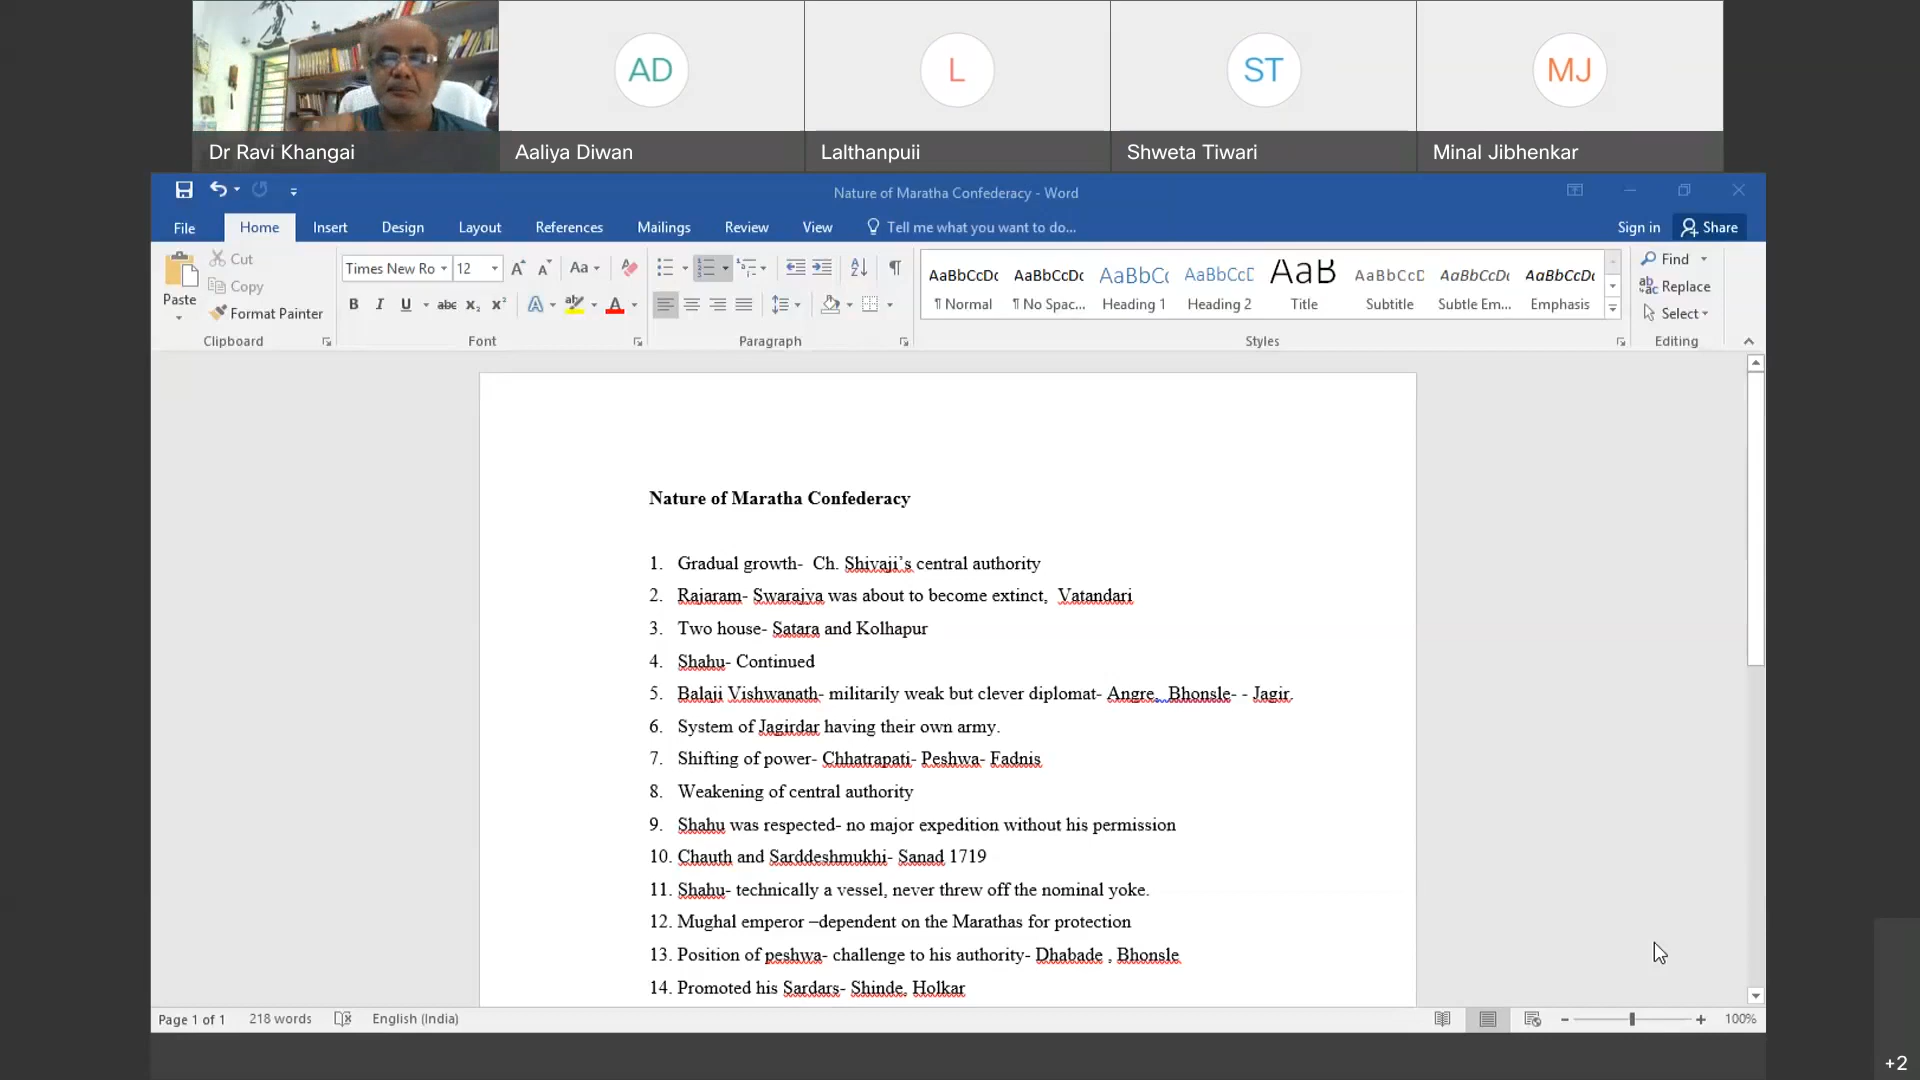 AD
L
ST
MJ
Dr Ravi Khangai
Aaliya Diwan
Lalthanpuii
Shweta Tiwari
Minal Jibhenkar
Nature of Maratha Confederacy - Word
File
Home
Insert
Design
Layout
References
Mailings
Review
View
Tell me what you want to do...
Sign in
Share
Paste
Cut
Copy
Format Painter
Clipboard
Times New Ro
12
Aa
B I U abc x₂ x²
A
A
Font
Paragraph
AaBbCcDc
¶ Normal
AaBbCcDc
¶ No Spac...
AaBbC(
Heading 1
AaBbCcE
Heading 2
AaB
Title
AaBbCcD
Subtitle
AaBbCcDc
Subtle Em...
AaBbCcDc
Emphasis
Styles
Find
Replace
Select
Editing
Nature of Maratha Confederacy
1. Gradual growth- Ch. Shivaji's central authority
2. Rajaram- Swarajya was about to become extinct, Vatandari
3. Two house- Satara and Kolhapur
4. Shahu- Continued
5. Balaji Vishwanath- militarily weak but clever diplomat- Angre, Bhonsle- - Jagir.
6. System of Jagirdar having their own army.
7. Shifting of power- Chhatrapati- Peshwa- Fadnis
8. Weakening of central authority
9. Shahu was respected- no major expedition without his permission
10. Chauth and Sarddeshmukhi- Sanad 1719
11. Shahu- technically a vessel, never threw off the nominal yoke.
12. Mughal emperor –dependent on the Marathas for protection
13. Position of peshwa- challenge to his authority- Dhabade , Bhonsle
14. Promoted his Sardars- Shinde, Holkar
Page 1 of 1
218 words
English (India)
100%
+2